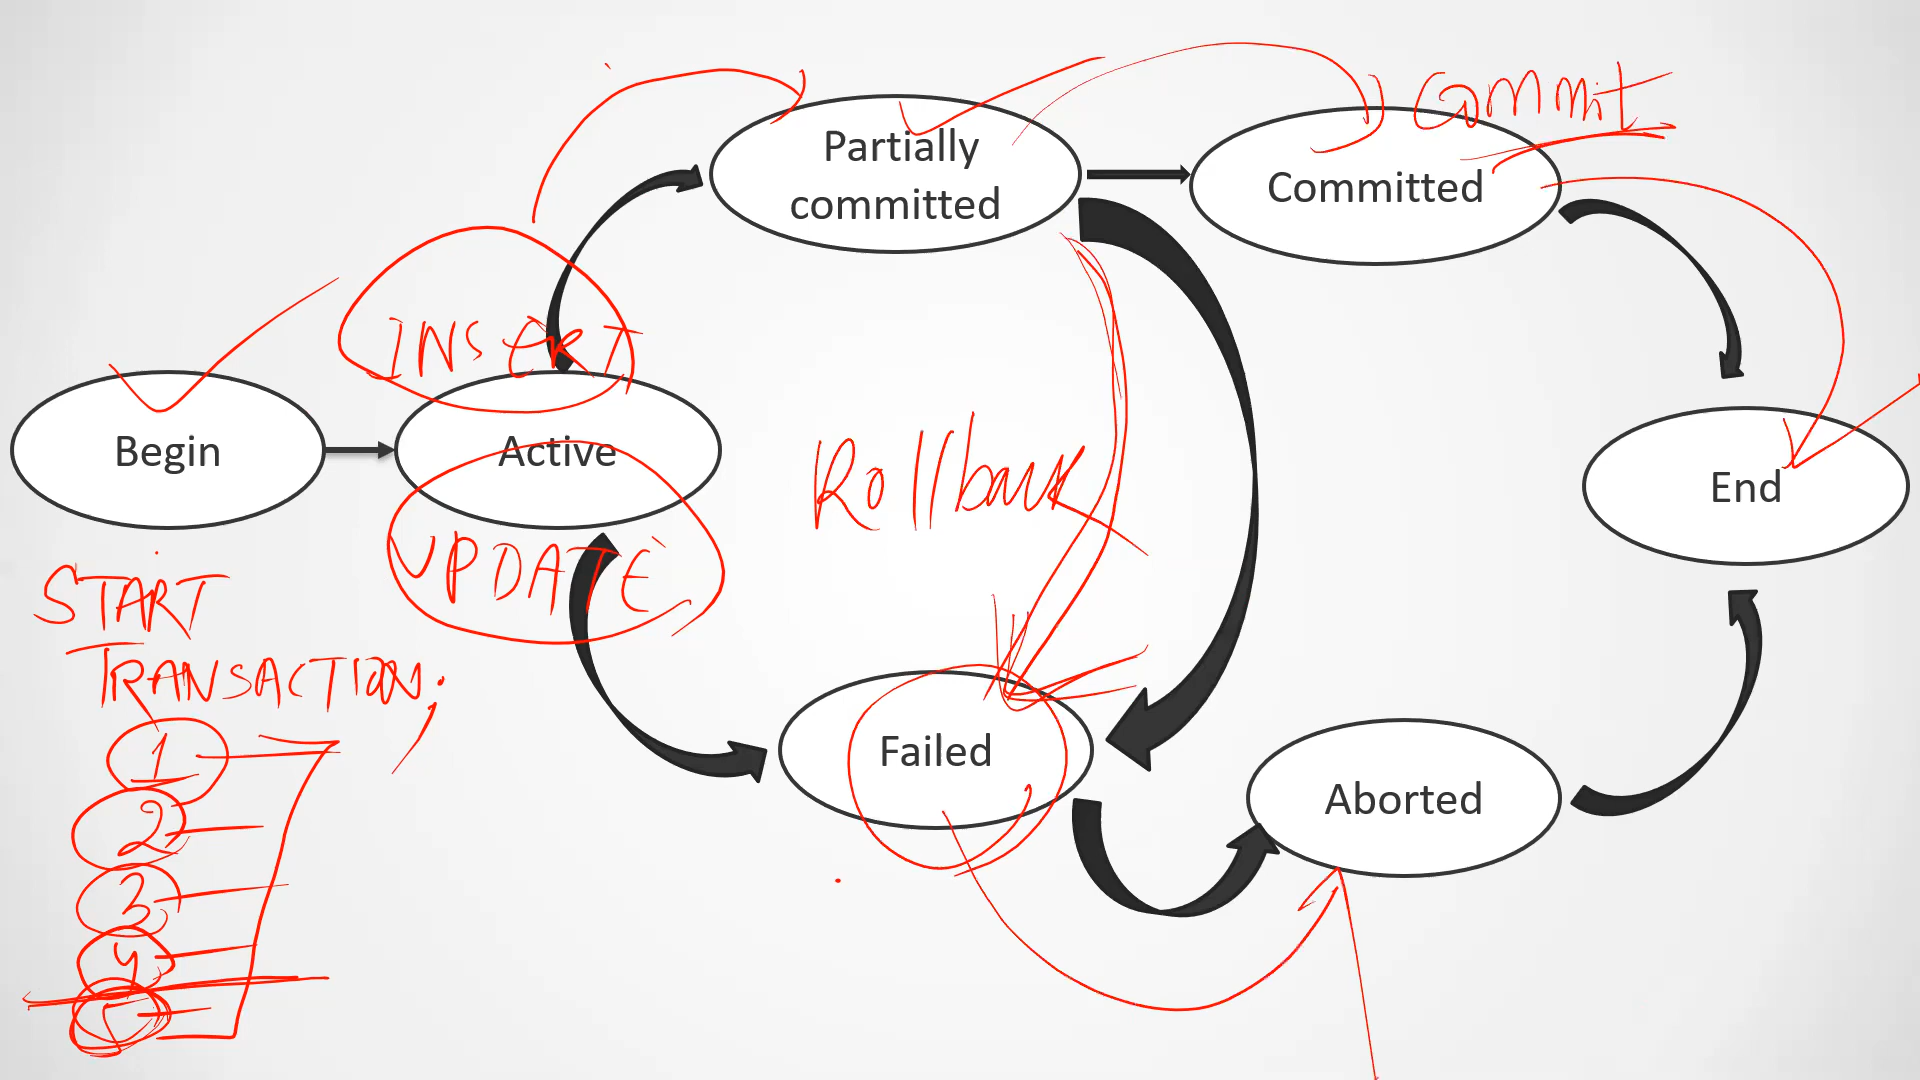 Commit
Partially
committed
Committed
INSERT
Begin
Active
Rollback
End
UPDATE
START
TRANSACTION;
1
Failed
2
Aborted
3
4
5